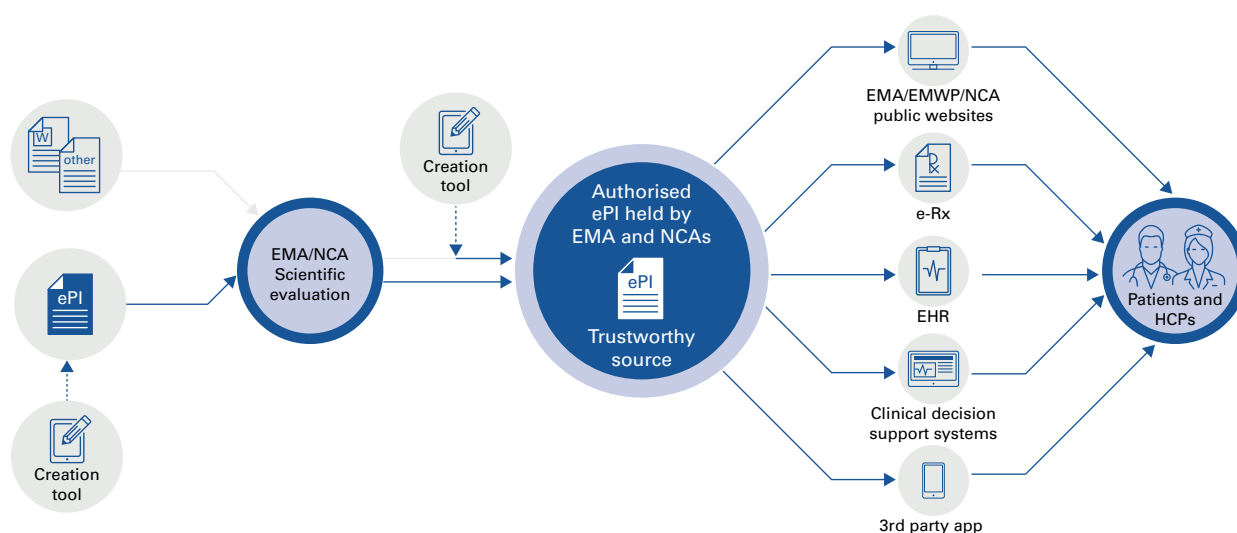 W
other
ePI
Creation
tool
EMA/NCA
Scientific
evaluation
Creation
tool
Authorised
ePI held by
EMA and NCAs
ePI
Trustworthy
source
EMA/EMWP/NCA
public websites
Rx
e-Rx
EHR
Clinical decision
support systems
3rd party app
Patients and
HCPs